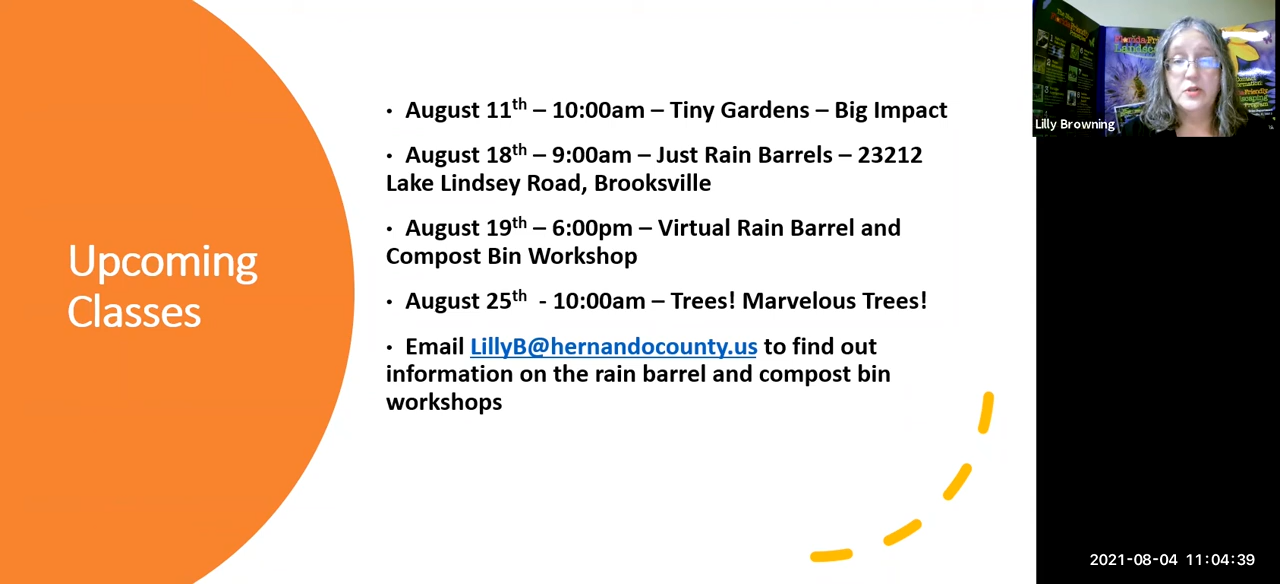 Upcoming
Classes
• August 11th – 10:00am – Tiny Gardens – Big Impact
• August 18th – 9:00am – Just Rain Barrels – 23212
Lake Lindsey Road, Brooksville
• August 19th – 6:00pm – Virtual Rain Barrel and
Compost Bin Workshop
• August 25th - 10:00am – Trees! Marvelous Trees!
• Email LillyB@hernandocounty.us to find out
information on the rain barrel and compost bin
workshops
Lilly Browning
2021-08-04 11:04:39